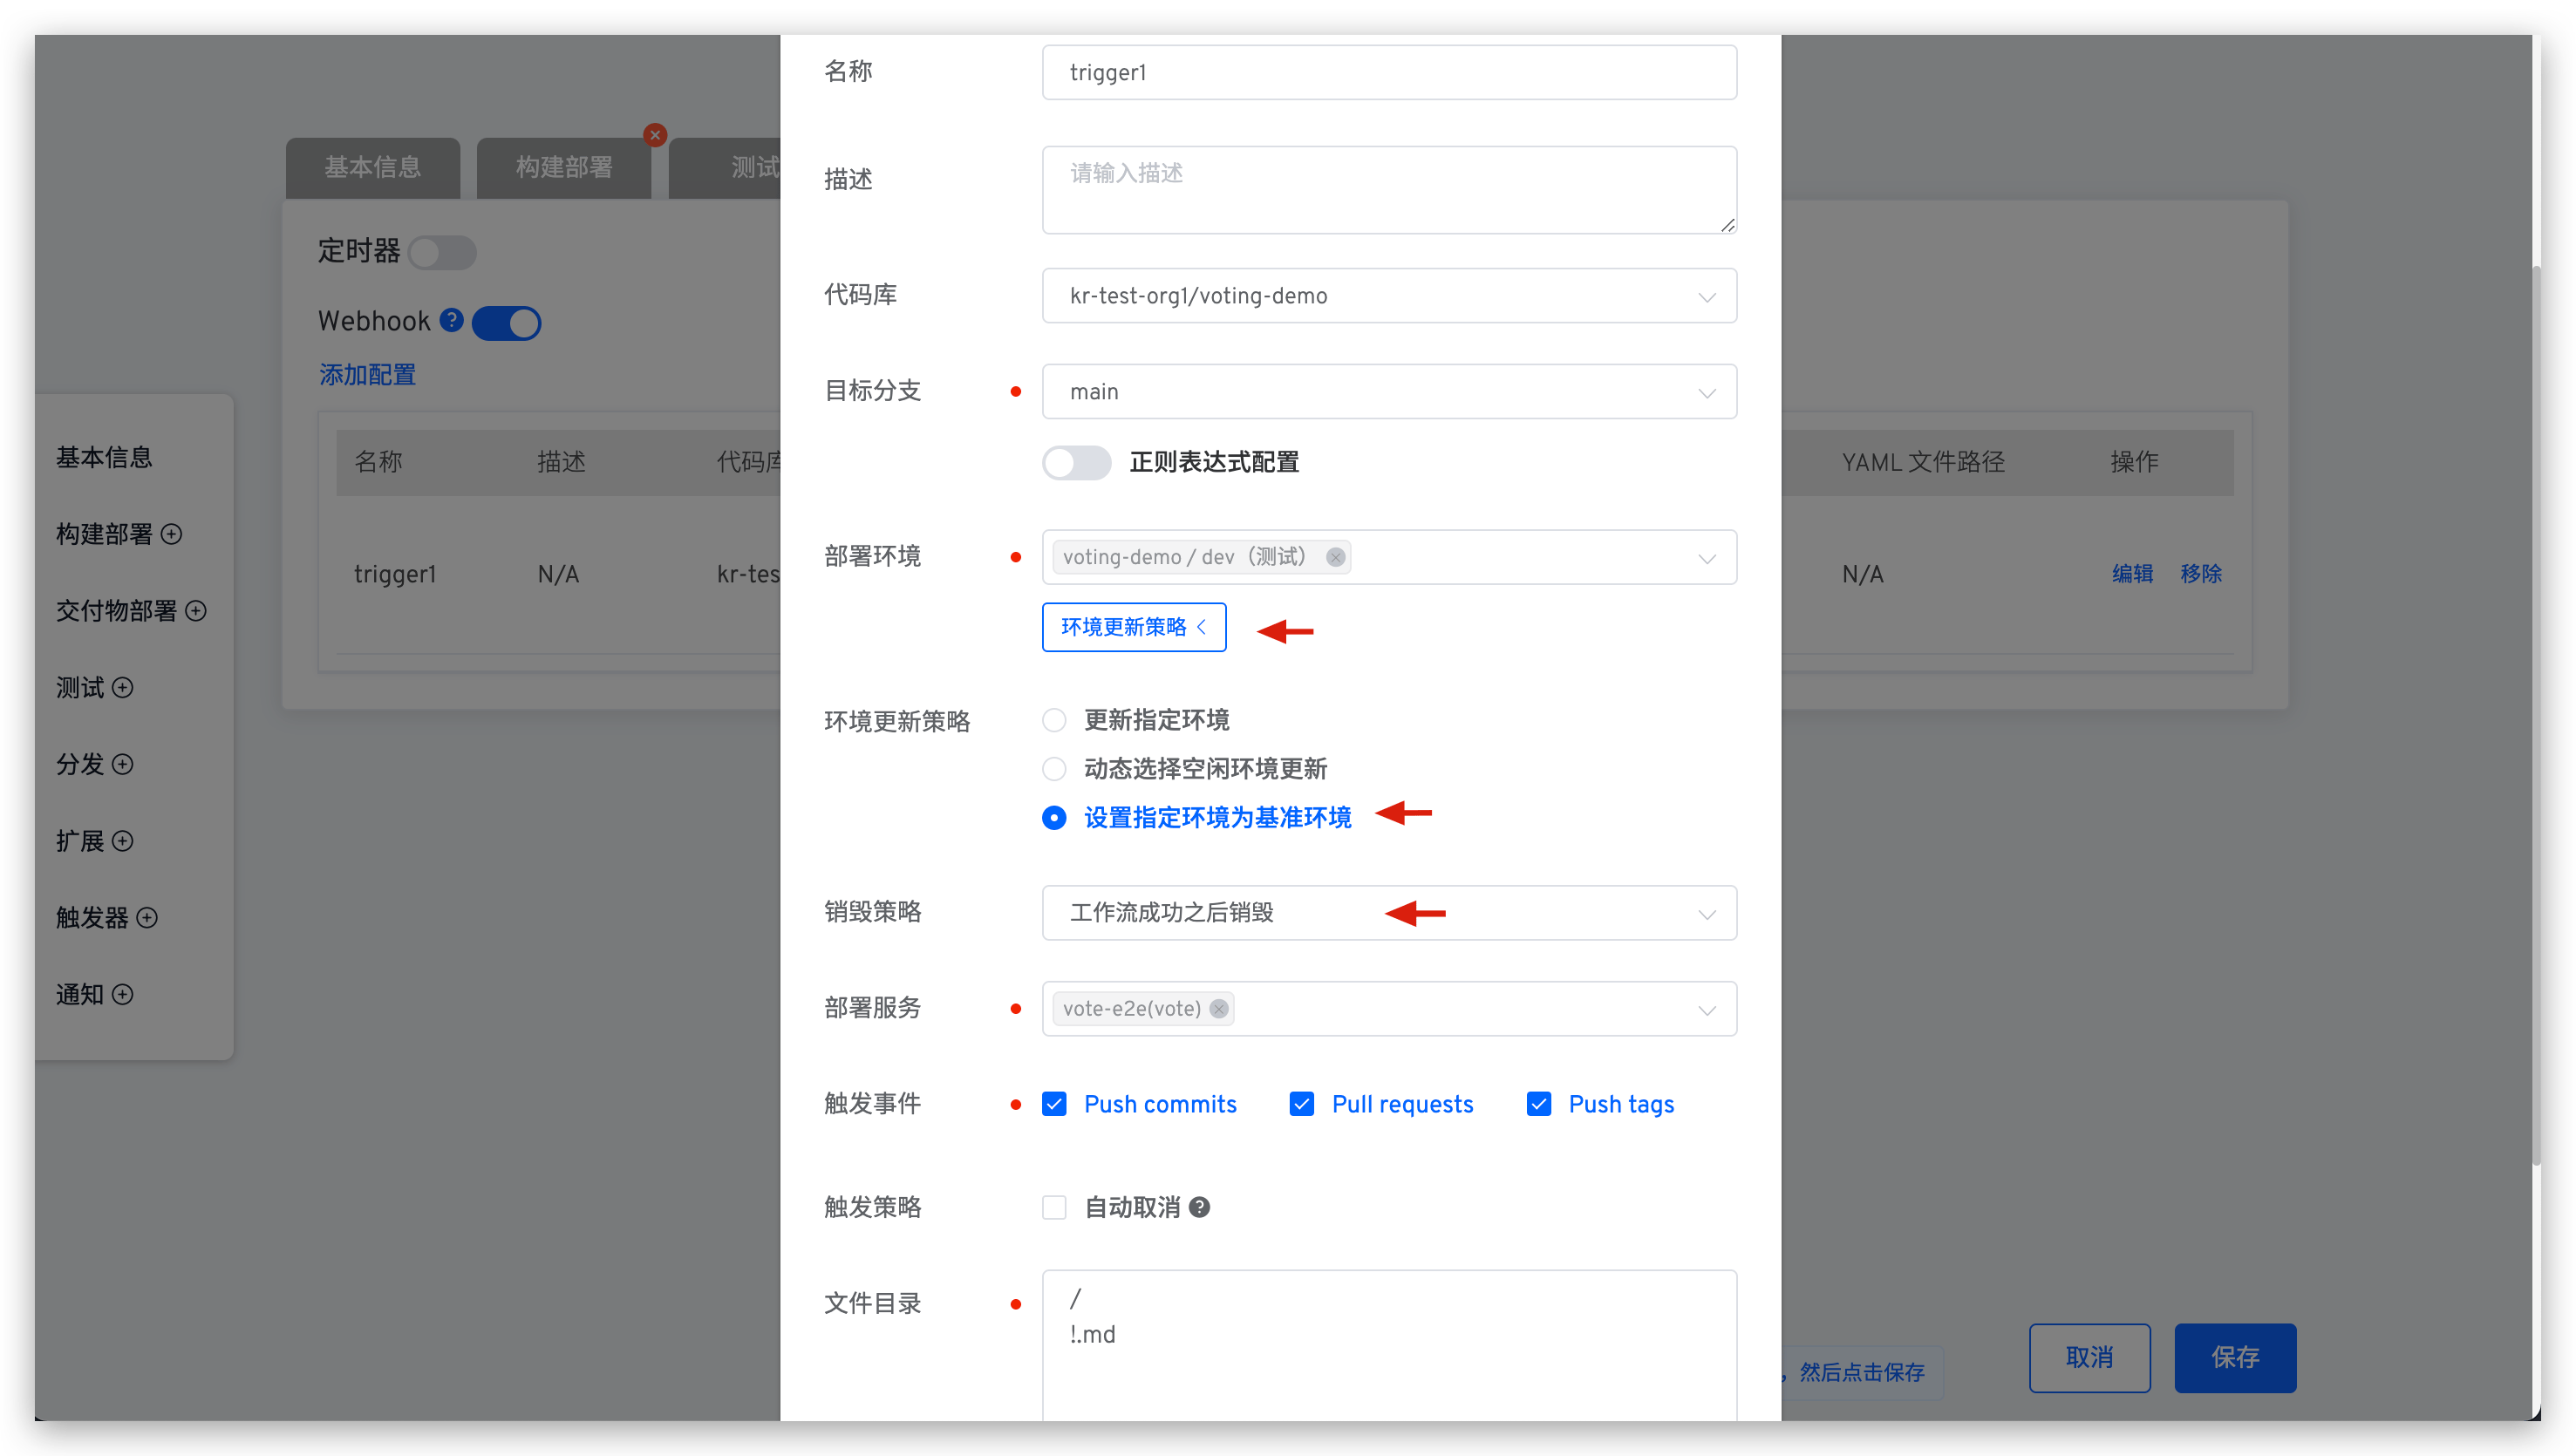 基本信息
构建部署
测试
定时器
Webhook ?
添加配置
名称
描述
代码库
YAML 文件路径
操作
trigger1
N/A
kr-tes
N/A
编辑
移除
基本信息
构建部署
交付物部署
测试
分发
扩展
触发器
通知
名称
trigger1
描述
请输入描述
代码库
kr-test-org1/voting-demo
目标分支
main
正则表达式配置
部署环境
voting-demo / dev（测试）
环境更新策略
环境更新策略
更新指定环境
动态选择空闲环境更新
设置指定环境为基准环境
销毁策略
工作流成功之后销毁
部署服务
vote-e2e(vote)
触发事件
Push commits
Pull requests
Push tags
触发策略
自动取消 ?
文件目录
/
!.md
，然后点击保存
取消
保存